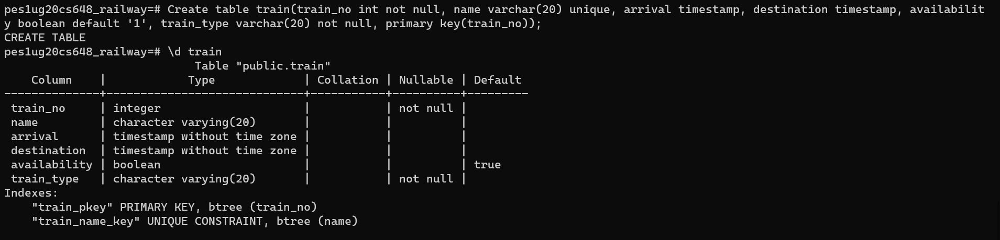 pes1ug20cs648_railway=# Create table train(train_no int not null, name varchar(20) unique, arrival timestamp, destination timestamp, availabilit
y boolean default '1', train_type varchar(20) not null, primary key(train_no));
CREATE TABLE
pes1ug20cs648_railway=# \d train
                            Table "public.train"
    Column    |            Type             | Collation | Nullable | Default
--------------+-----------------------------+-----------+----------+---------
 train_no     | integer                     |           | not null |
 name         | character varying(20)       |           |          |
 arrival      | timestamp without time zone |           |          |
 destination  | timestamp without time zone |           |          |
 availability | boolean                     |           |          | true
 train_type   | character varying(20)       |           | not null |
Indexes:
    "train_pkey" PRIMARY KEY, btree (train_no)
    "train_name_key" UNIQUE CONSTRAINT, btree (name)